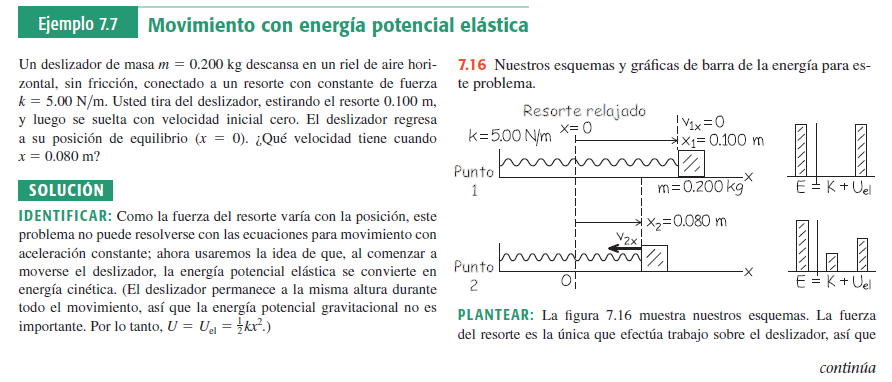 Ejemplo 7.7 Movimiento con energía potencial elástica
Un deslizador de masa m = 0.200 kg descansa en un riel de aire hori-
zontal, sin fricción, conectado a un resorte con constante de fuerza
k = 5.00 N/m. Usted tira del deslizador, estirando el resorte 0.100 m,
y luego se suelta con velocidad inicial cero. El deslizador regresa
a su posición de equilibrio (x = 0). ¿Qué velocidad tiene cuando
x = 0.080 m?
SOLUCIÓN
IDENTIFICAR: Como la fuerza del resorte varía con la posición, este
problema no puede resolverse con las ecuaciones para movimiento con
aceleración constante; ahora usaremos la idea de que, al comenzar a
moverse el deslizador, la energía potencial elástica se convierte en
energía cinética. (El deslizador permanece a la misma altura durante
todo el movimiento, así que la energía potencial gravitacional no es
importante. Por lo tanto, U = Uel = ½kx².)
7.16 Nuestros esquemas y gráficas de barra de la energía para es-
te problema.
Resorte relajado
k=5.00 N/m x=0 v1x=0
x1=0.100 m
Punto
1
x
m=0.200 kg
E = K + Uel
x2=0.080 m
v2x
Punto
2
O
x
E = K + Uel
PLANTEAR: La figura 7.16 muestra nuestros esquemas. La fuerza
del resorte es la única que efectúa trabajo sobre el deslizador, así que
continúa